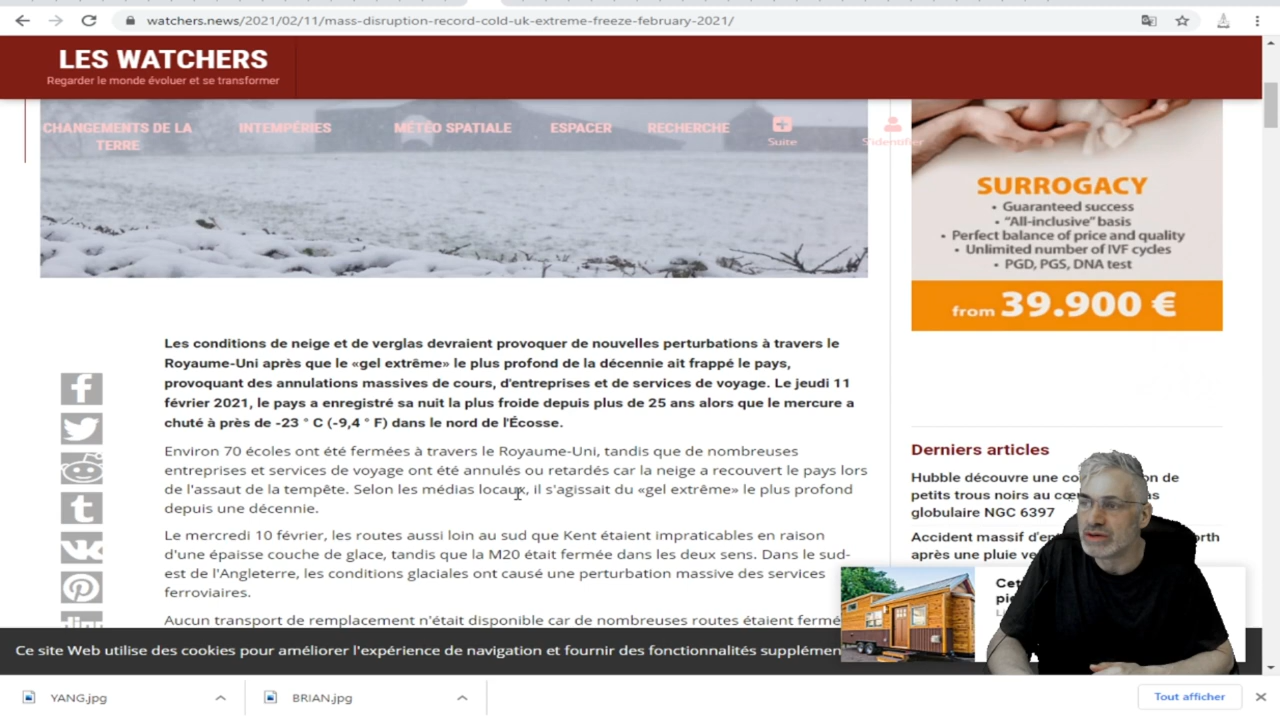 watchers.news/2021/02/11/mass-disruption-record-cold-uk-extreme-freeze-february-2021/
LES WATCHERS
Regarder le monde évoluer et se transformer
CHANGEMENTS DE LA
TERRE
INTEMPÉRIES
MÉTÉO SPATIALE
ESPACER
RECHERCHE
Suite
S'identifier
SURROGACY
• Guaranteed success
• “All-inclusive” basis
• Perfect balance of price and quality
• Unlimited number of IVF cycles
• PGD, PGS, DNA test
from 39.900 €
Les conditions de neige et de verglas devraient provoquer de nouvelles perturbations à travers le
Royaume-Uni après que le «gel extrême» le plus profond de la décennie ait frappé le pays,
provoquant des annulations massives de cours, d'entreprises et de services de voyage. Le jeudi 11
février 2021, le pays a enregistré sa nuit la plus froide depuis plus de 25 ans alors que le mercure a
chuté à près de -23 ° C (-9,4 ° F) dans le nord de l'Écosse.
Environ 70 écoles ont été fermées à travers le Royaume-Uni, tandis que de nombreuses
entreprises et services de voyage ont été annulés ou retardés car la neige a recouvert le pays lors
de l'assaut de la tempête. Selon les médias locaux, il s'agissait du «gel extrême» le plus profond
depuis une décennie.
Le mercredi 10 février, les routes aussi loin au sud que Kent étaient impraticables en raison
d'une épaisse couche de glace, tandis que la M20 était fermée dans les deux sens. Dans le sud-
est de l'Angleterre, les conditions glaciales ont causé une perturbation massive des services
ferroviaires.
Aucun transport de remplacement n'était disponible car de nombreuses routes étaient fermé
Derniers articles
Hubble découvre une de
petits trous noirs au
globulaire NGC 6397
Accident massif
après une pluie
Ce site Web utilise des cookies pour améliorer l'expérience de navigation et fournir des fonctionnalités
YANG.jpg
BRIAN.jpg
Tout afficher